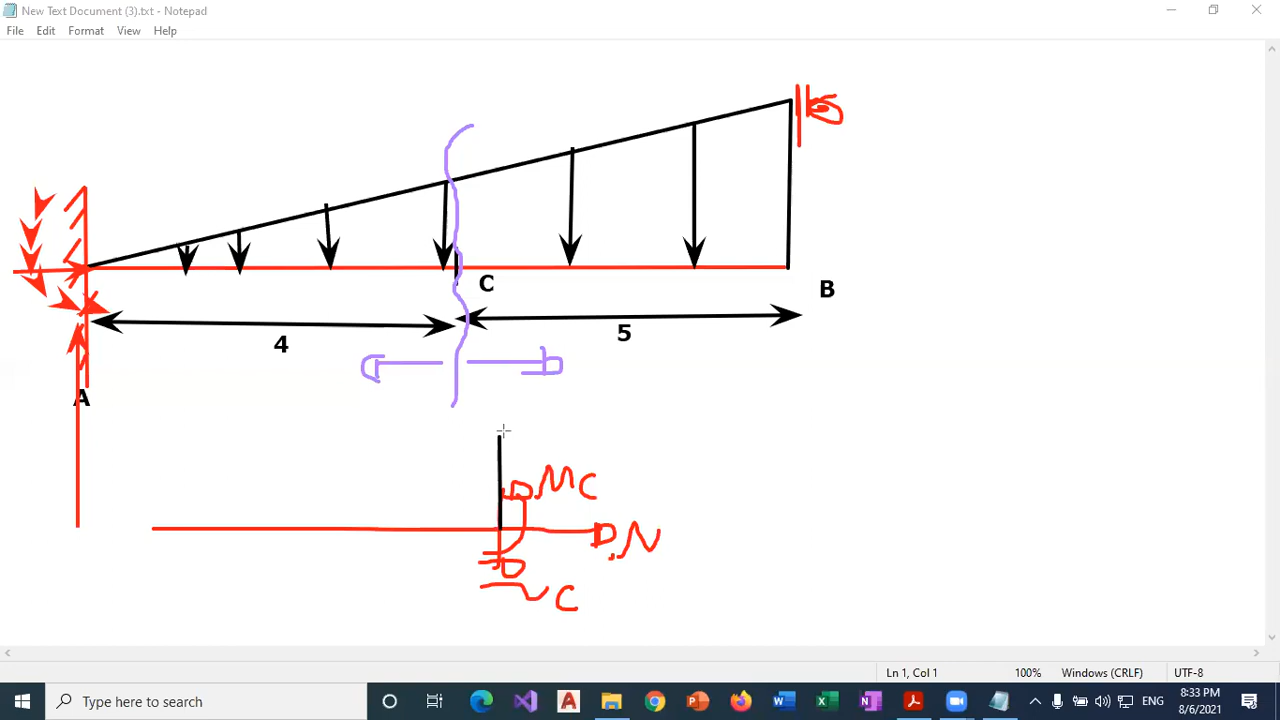 New Text Document (3).txt - Notepad
File Edit Format View Help
C
B
4
5
A
MC
N
C
Ln 1, Col 1 100% Windows (CRLF) UTF-8
Type here to search
ENG
8:33 PM
8/6/2021